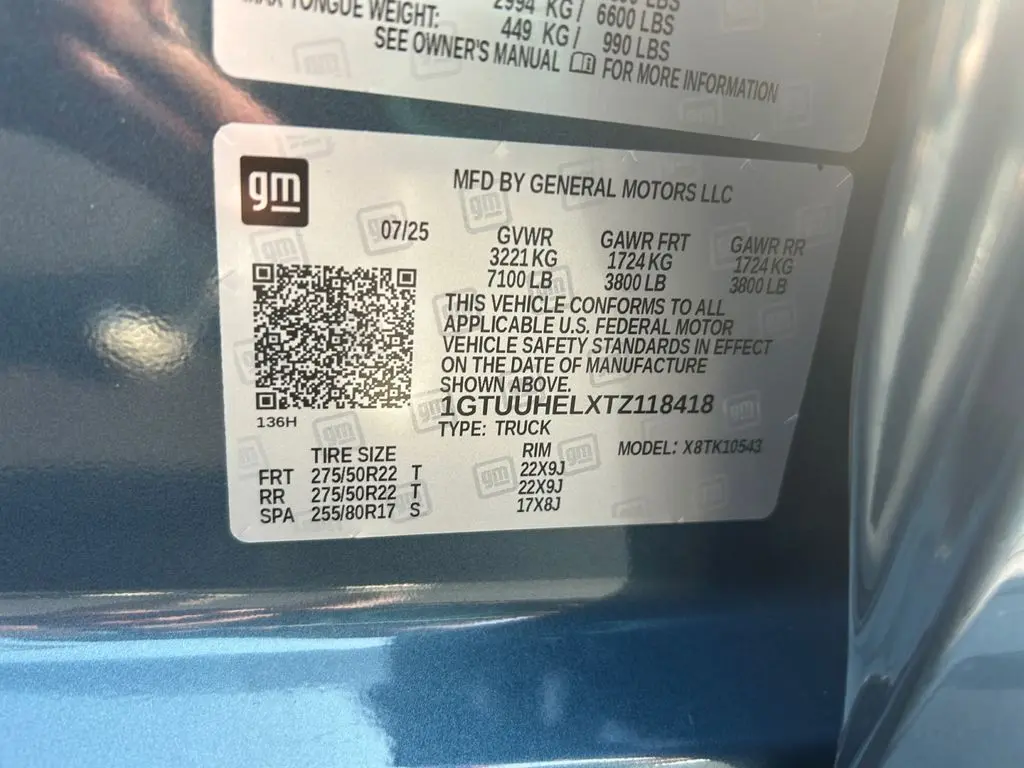 MAX TONGUE WEIGHT:
2994 KG/ 6600 LBS
449 KG/ 990 LBS
SEE OWNER'S MANUAL FOR MORE INFORMATION
gm
MFD BY GENERAL MOTORS LLC
07/25
GVWR GAWR FRT GAWR RR
3221 KG 1724 KG 1724 KG
7100 LB 3800 LB 3800 LB
THIS VEHICLE CONFORMS TO ALL
APPLICABLE U.S. FEDERAL MOTOR
VEHICLE SAFETY STANDARDS IN EFFECT
ON THE DATE OF MANUFACTURE
SHOWN ABOVE.
1GTUUHELXTZ118418
136H
TYPE: TRUCK
TIRE SIZE RIM MODEL: X8TK10543
FRT 275/50R22 T 22X9J
RR 275/50R22 T 22X9J
SPA 255/80R17 S 17X8J